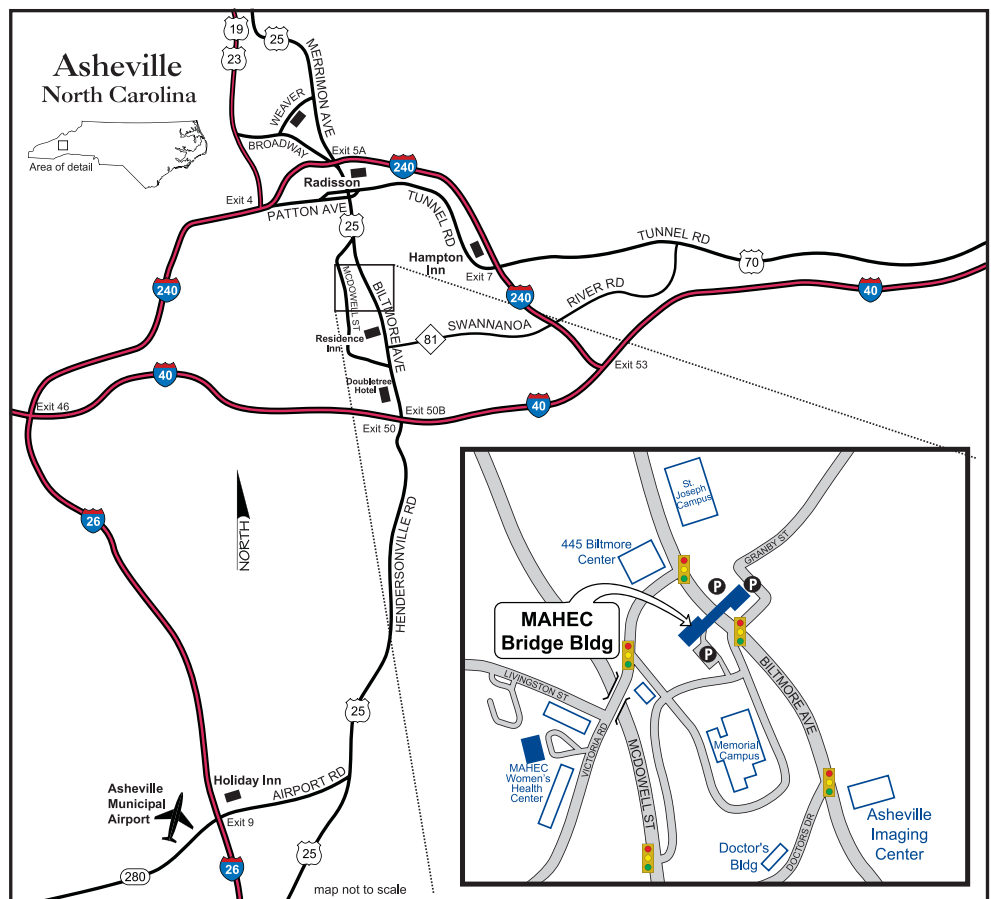 Asheville
North Carolina
Area of detail
19
23
25
MERRIMON AVE
WEAVER
BROADWAY
Exit 5A
240
Radisson
Exit 4
PATTON AVE
25
TUNNEL RD
Hampton
Inn
Exit 7
TUNNEL RD
70
240
MCDOWELL ST
BILTMORE AVE
RIVER RD
SWANNANOA
81
40
240
Residence
Inn
Exit 53
40
Doubletree
Hotel
Exit 46
Exit 50B
40
Exit 50
26
NORTH
HENDERSONVILLE RD
25
Holiday Inn
AIRPORT RD
Asheville
Municipal
Airport
Exit 9
25
26
280
map not to scale
St.
Joseph
Campus
445 Biltmore
Center
GRANBY ST
P
P
MAHEC
Bridge Bldg
P
LIVINGSTON ST
BILTMORE AVE
VICTORIA RD
MCDOWELL ST
Memorial
Campus
MAHEC
Women's
Health
Center
Asheville
Imaging
Center
DOCTORS DR
Doctor's
Bldg